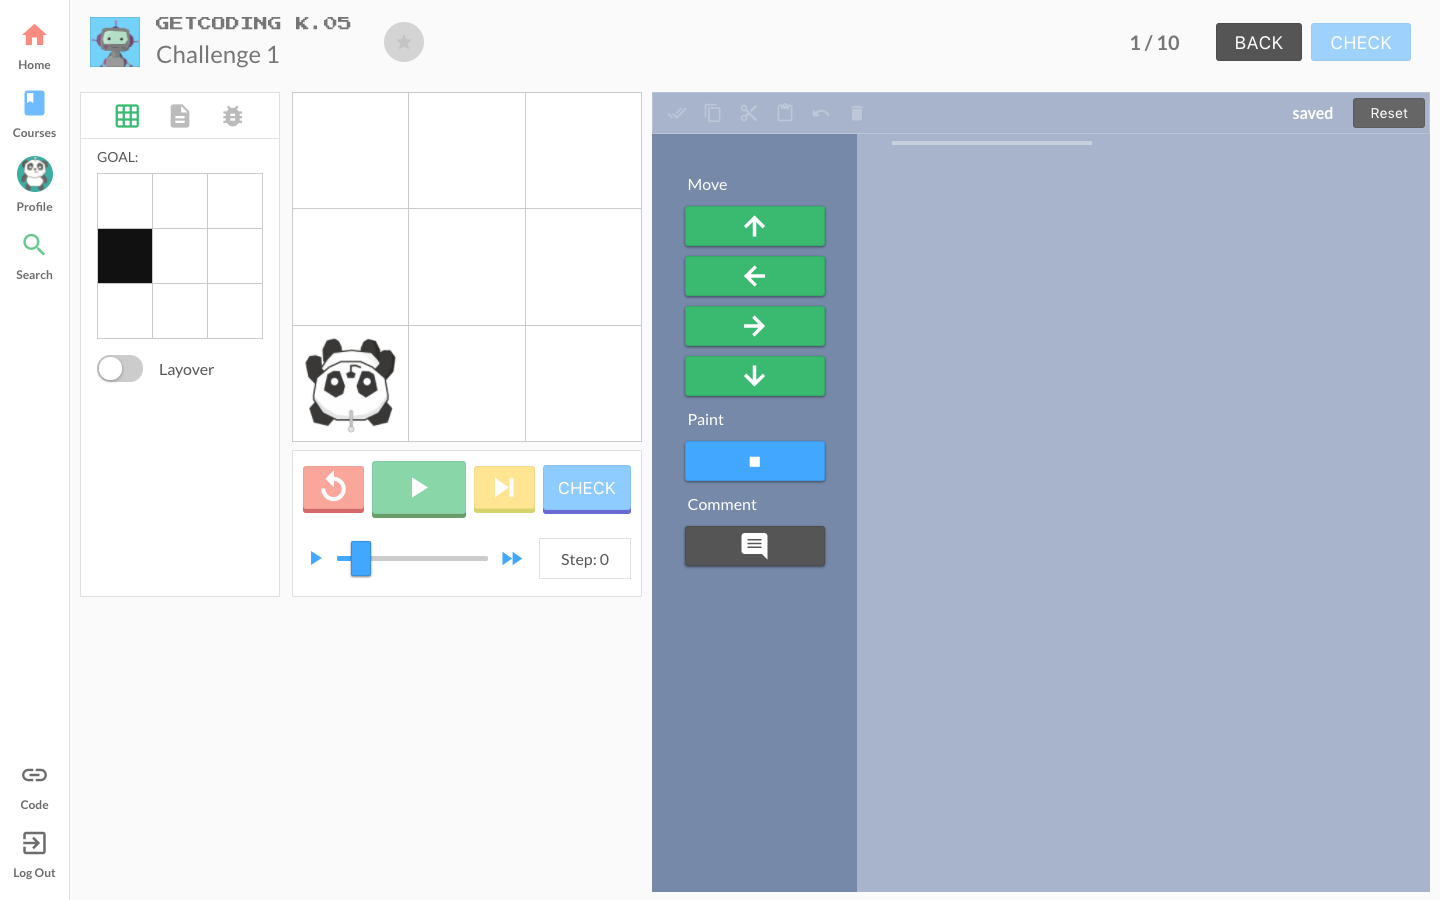 Home
Courses
Profile
Search
Code
Log Out
GETCODING K.05
Challenge 1
1 / 10
BACK
CHECK
GOAL:
Layover
CHECK
Step: 0
saved
Reset
Move
Paint
Comment